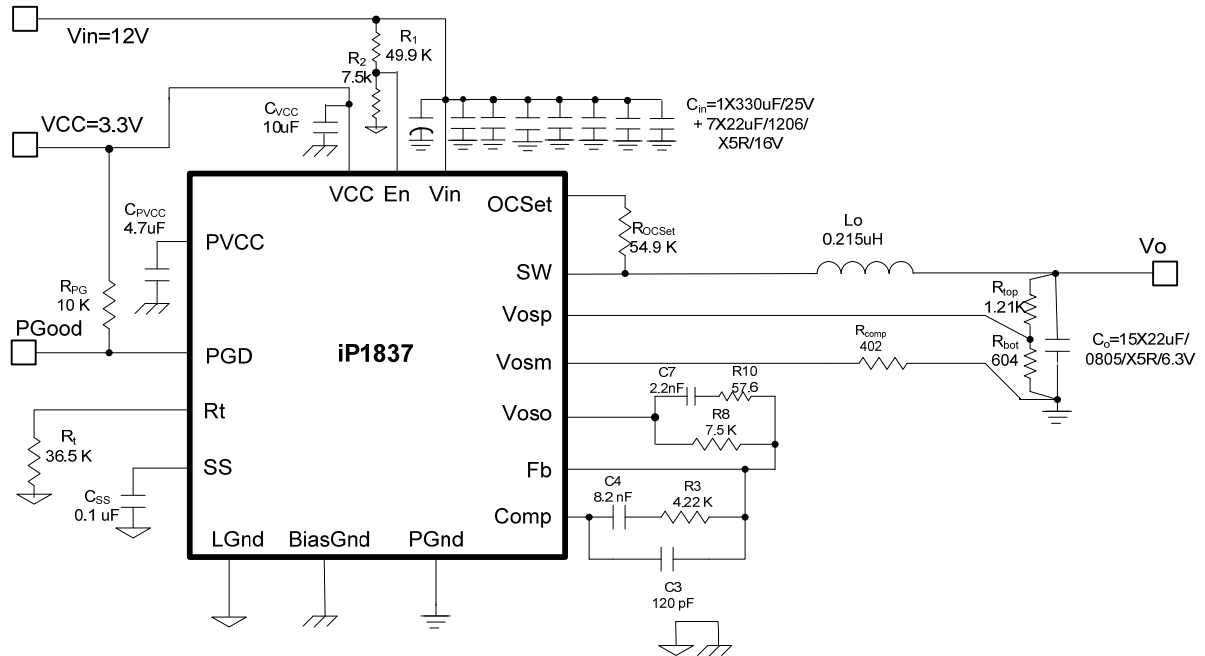 Vin=12V
R1
49.9 K
R2
7.5k
VCC=3.3V
CVCC
10uF
Cin=1X330uF/25V
+ 7X22uF/1206/
X5R/16V
VCC En Vin
OCSet
ROCSet
54.9 K
CPVCC
4.7uF
PVCC
Lo
0.215uH
Vo
SW
RPG
10 K
Rtop
1.21K
Vosp
PGood
PGD
iP1837
Rcomp
402
Rbot
604
Co=15X22uF/
0805/X5R/6.3V
Vosm
C7
2.2nF
R10
57.6
Rt
Voso
R8
7.5 K
Rt
36.5 K
SS
Fb
CSS
0.1 uF
C4
8.2 nF
R3
4.22 K
Comp
LGnd BiasGnd PGnd
C3
120 pF